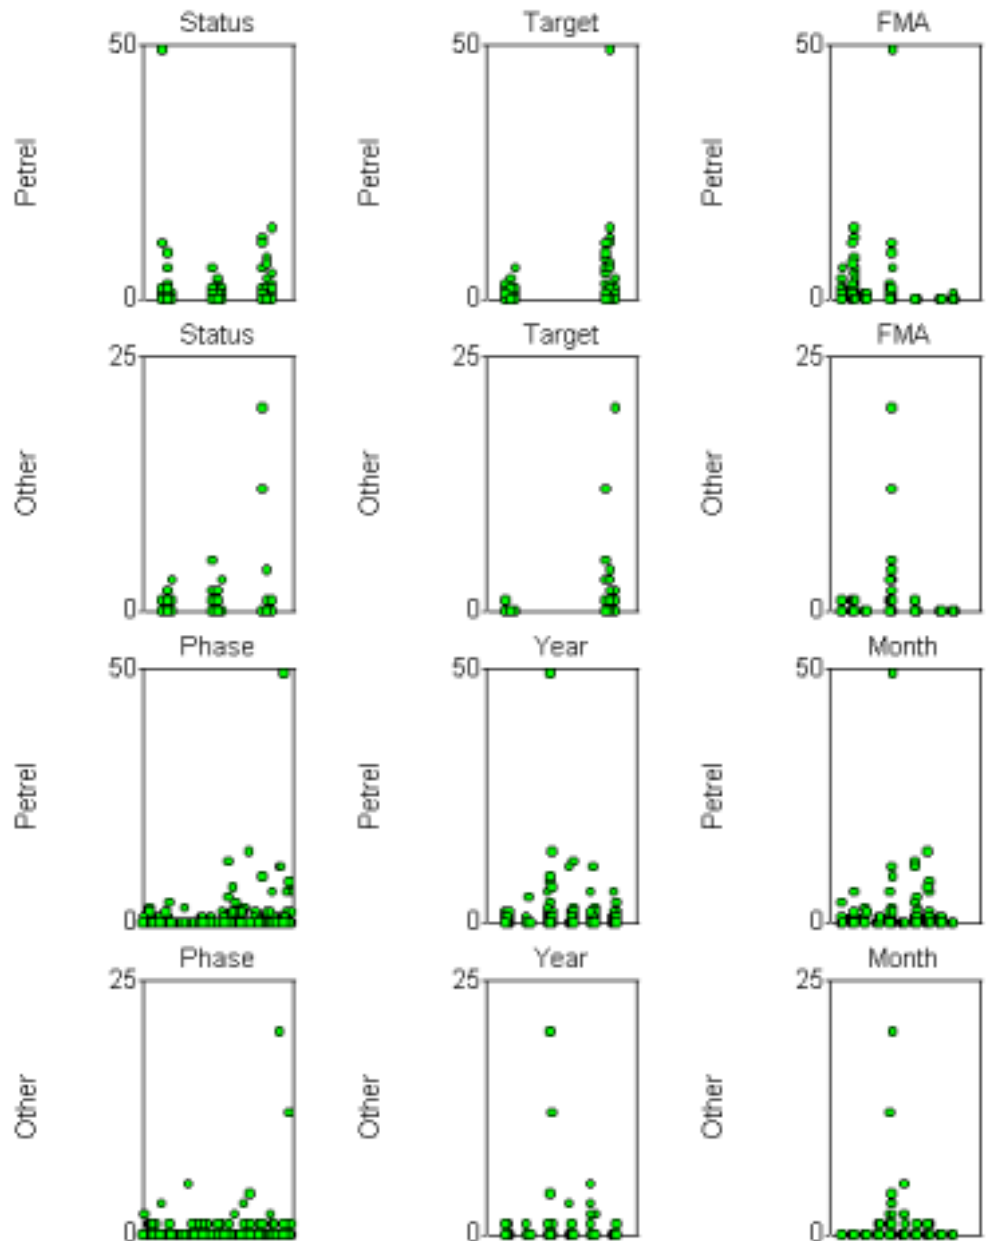 Status Target FMA
50 50 50
Petrel Petrel Petrel
0 0 0
Status Target FMA
25 25 25
Other Other Other
0 0 0
Phase Year Month
50 50 50
Petrel Petrel Petrel
0 0 0
Phase Year Month
25 25 25
Other Other Other
0 0 0